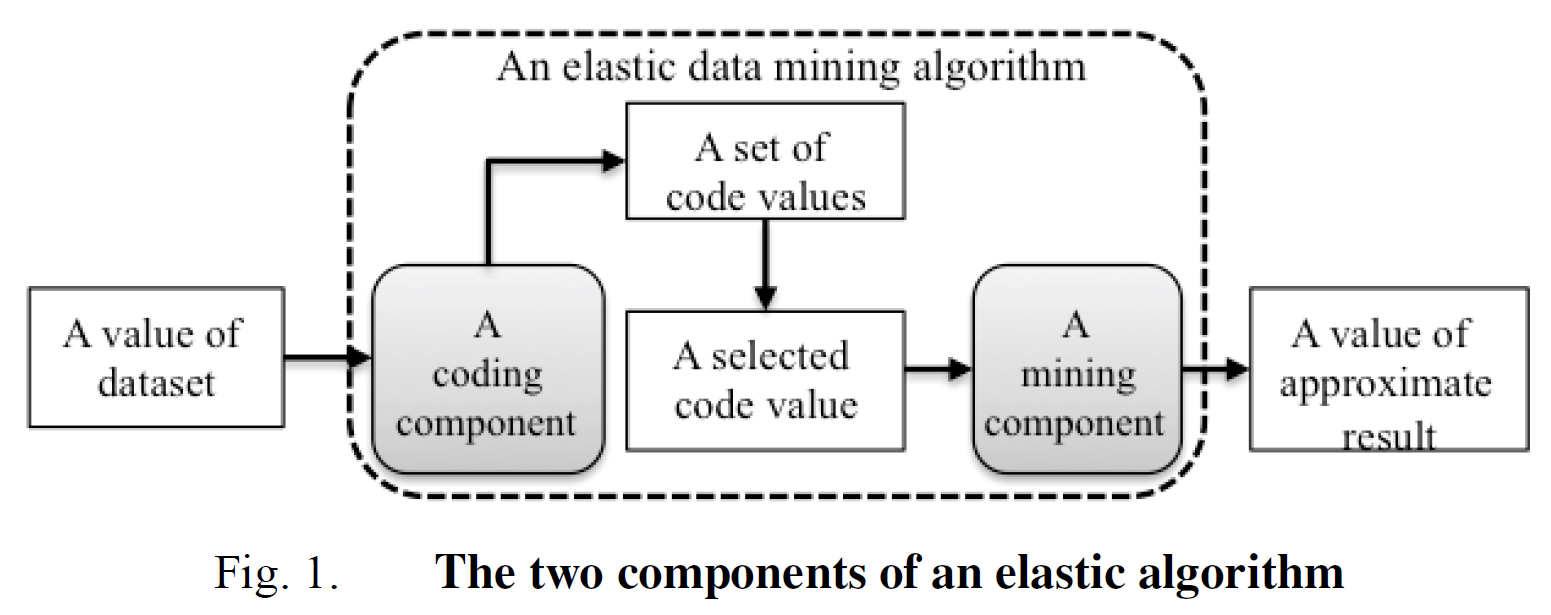 An elastic data mining algorithm
A set of
code values
A value of
dataset
A
coding
component
A selected
code value
A
mining
component
A value of
approximate
result
Fig. 1. The two components of an elastic algorithm